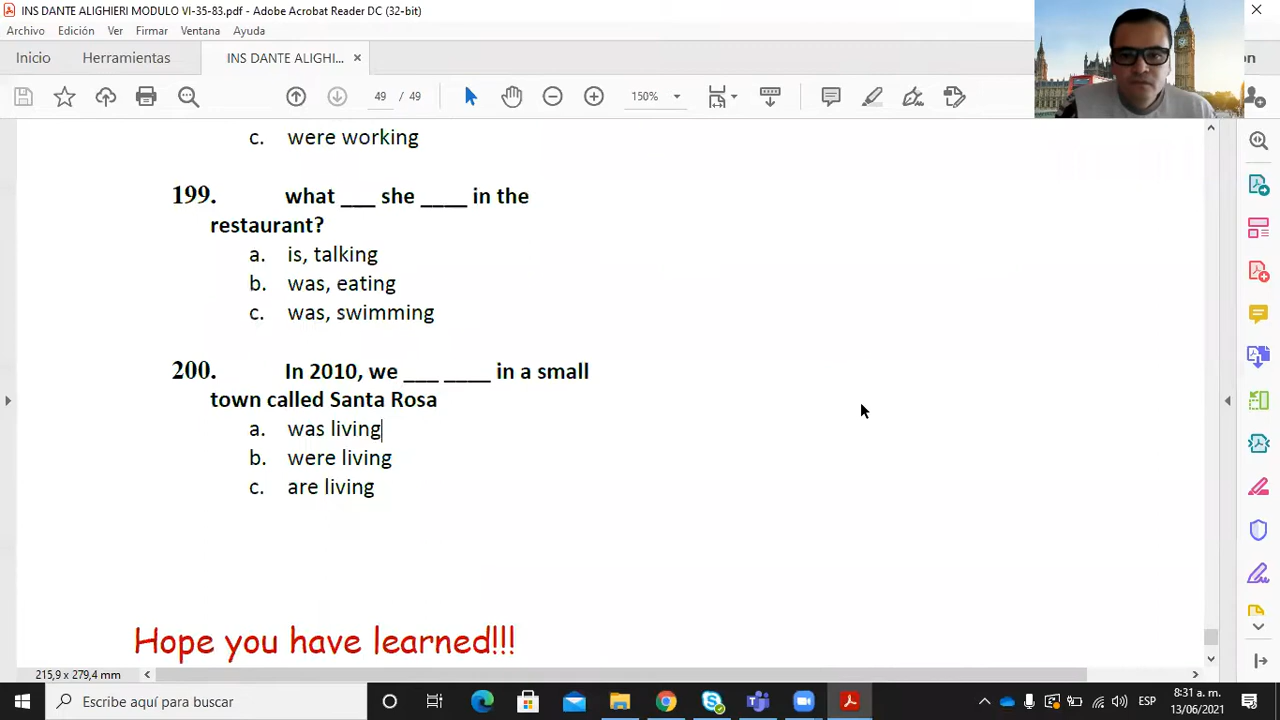 INS DANTE ALIGHIERI MODULO VI-35-83.pdf - Adobe Acrobat Reader DC (32-bit)
Archivo Edición Ver Firmar Ventana Ayuda
Inicio Herramientas INS DANTE ALIGHI... ×
49 / 49 150%
c. were working
199. what ___ she ____ in the
restaurant?
a. is, talking
b. was, eating
c. was, swimming
200. In 2010, we ___ ____ in a small
town called Santa Rosa
a. was living
b. were living
c. are living
Hope you have learned!!!
215,9 x 279,4 mm
Escribe aquí para buscar
ESP
8:31 a. m.
13/06/2021